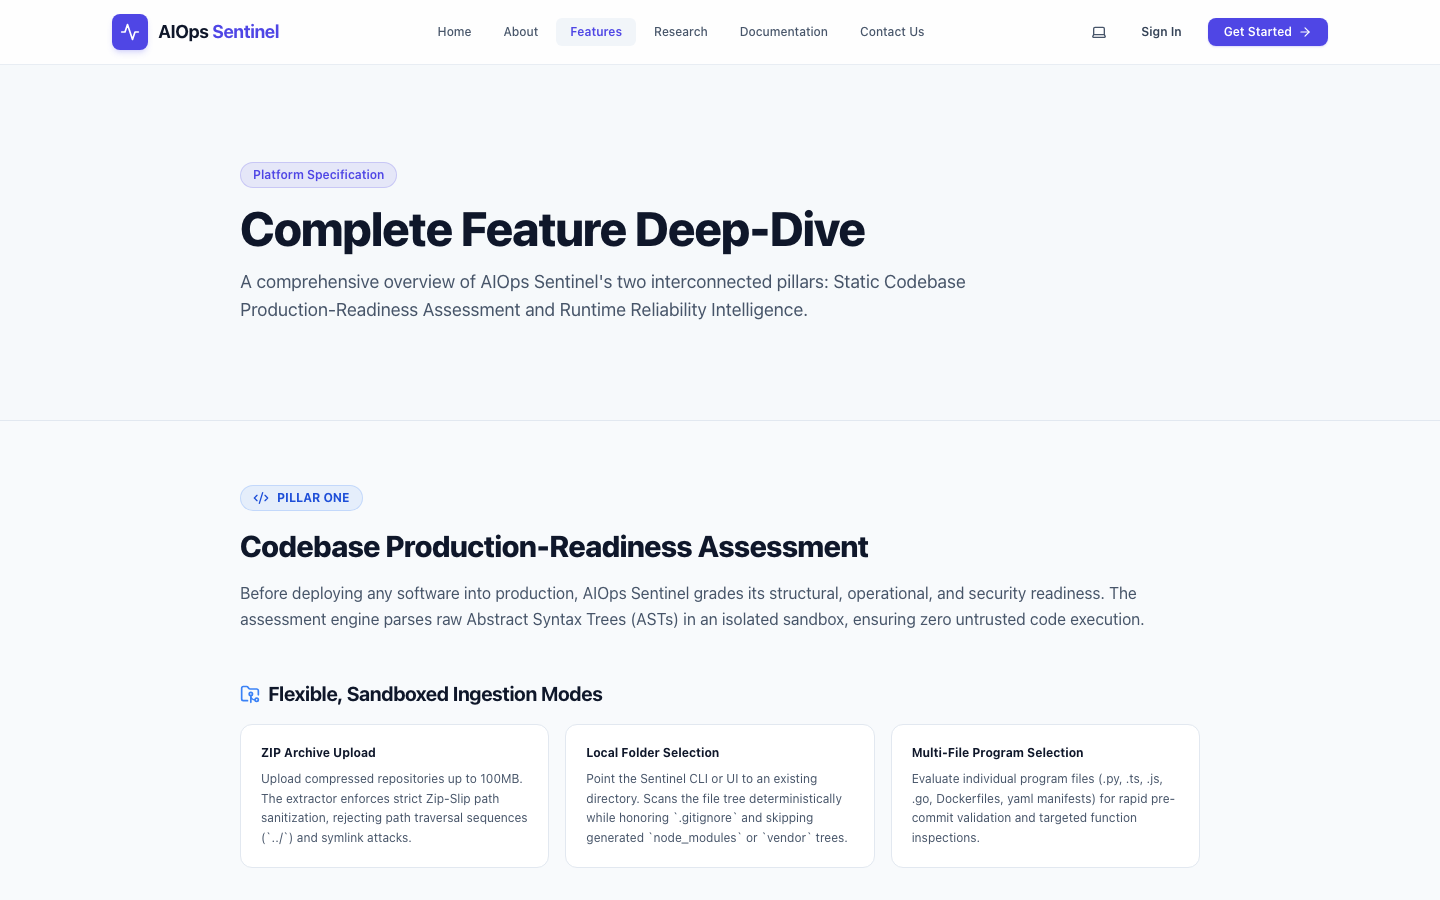 AIOps Sentinel
Home
About
Features
Research
Documentation
Contact Us
Sign In
Get Started
Platform Specification
Complete Feature Deep-Dive
A comprehensive overview of AIOps Sentinel's two interconnected pillars: Static Codebase
Production-Readiness Assessment and Runtime Reliability Intelligence.
PILLAR ONE
Codebase Production-Readiness Assessment
Before deploying any software into production, AIOps Sentinel grades its structural, operational, and security readiness. The
assessment engine parses raw Abstract Syntax Trees (ASTs) in an isolated sandbox, ensuring zero untrusted code execution.
Flexible, Sandboxed Ingestion Modes
ZIP Archive Upload
Upload compressed repositories up to 100MB.
The extractor enforces strict Zip-Slip path
sanitization, rejecting path traversal sequences
(`../`) and symlink attacks.
Local Folder Selection
Point the Sentinel CLI or UI to an existing
directory. Scans the file tree deterministically
while honoring `.gitignore` and skipping
generated `node_modules` or `vendor` trees.
Multi-File Program Selection
Evaluate individual program files (.py, .ts, .js,
.go, Dockerfiles, yaml manifests) for rapid pre-
commit validation and targeted function
inspections.